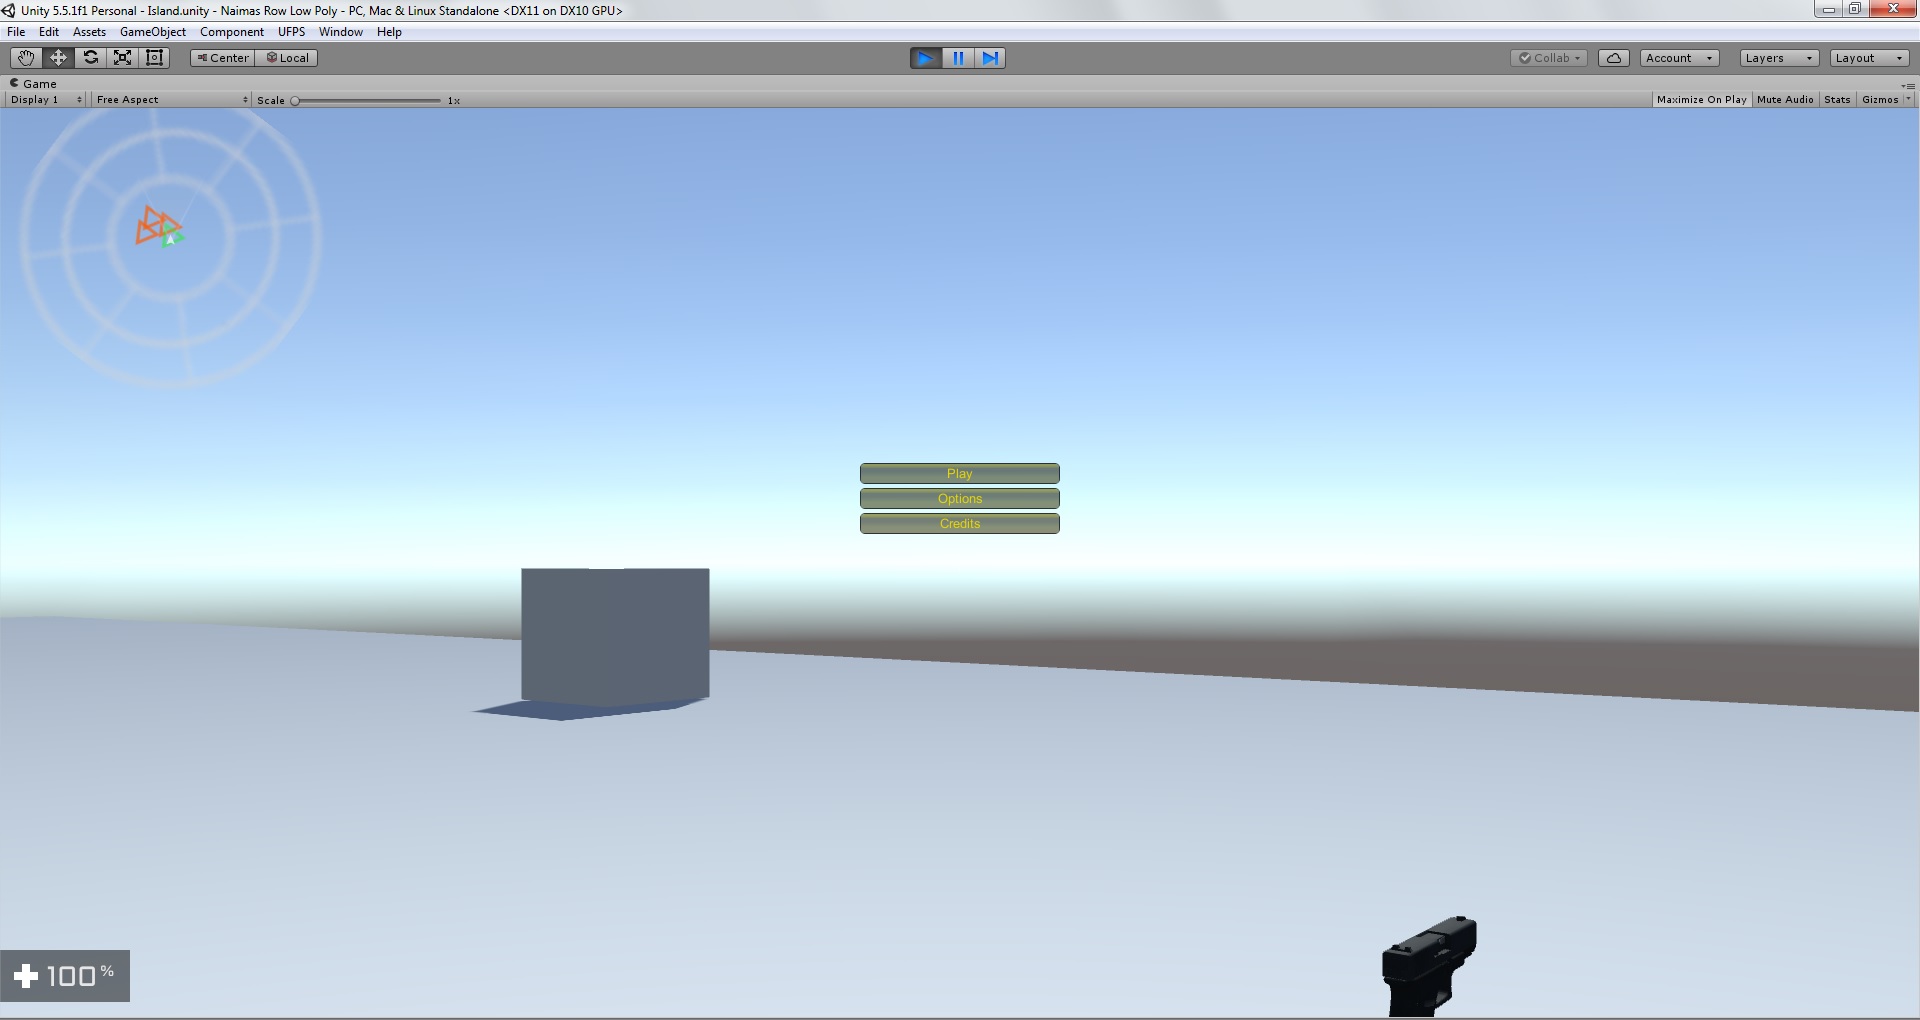 Unity 5.5.1f1 Personal - Island.unity - Naimas Row Low Poly - PC, Mac & Linux Standalone <DX11 on DX10 GPU>
File Edit Assets GameObject Component UFPS Window Help
Center Local Collab Account Layers Layout
Game
Display 1 Free Aspect Scale 1x Maximize On Play Mute Audio Stats Gizmos
Play
Options
Credits
100%